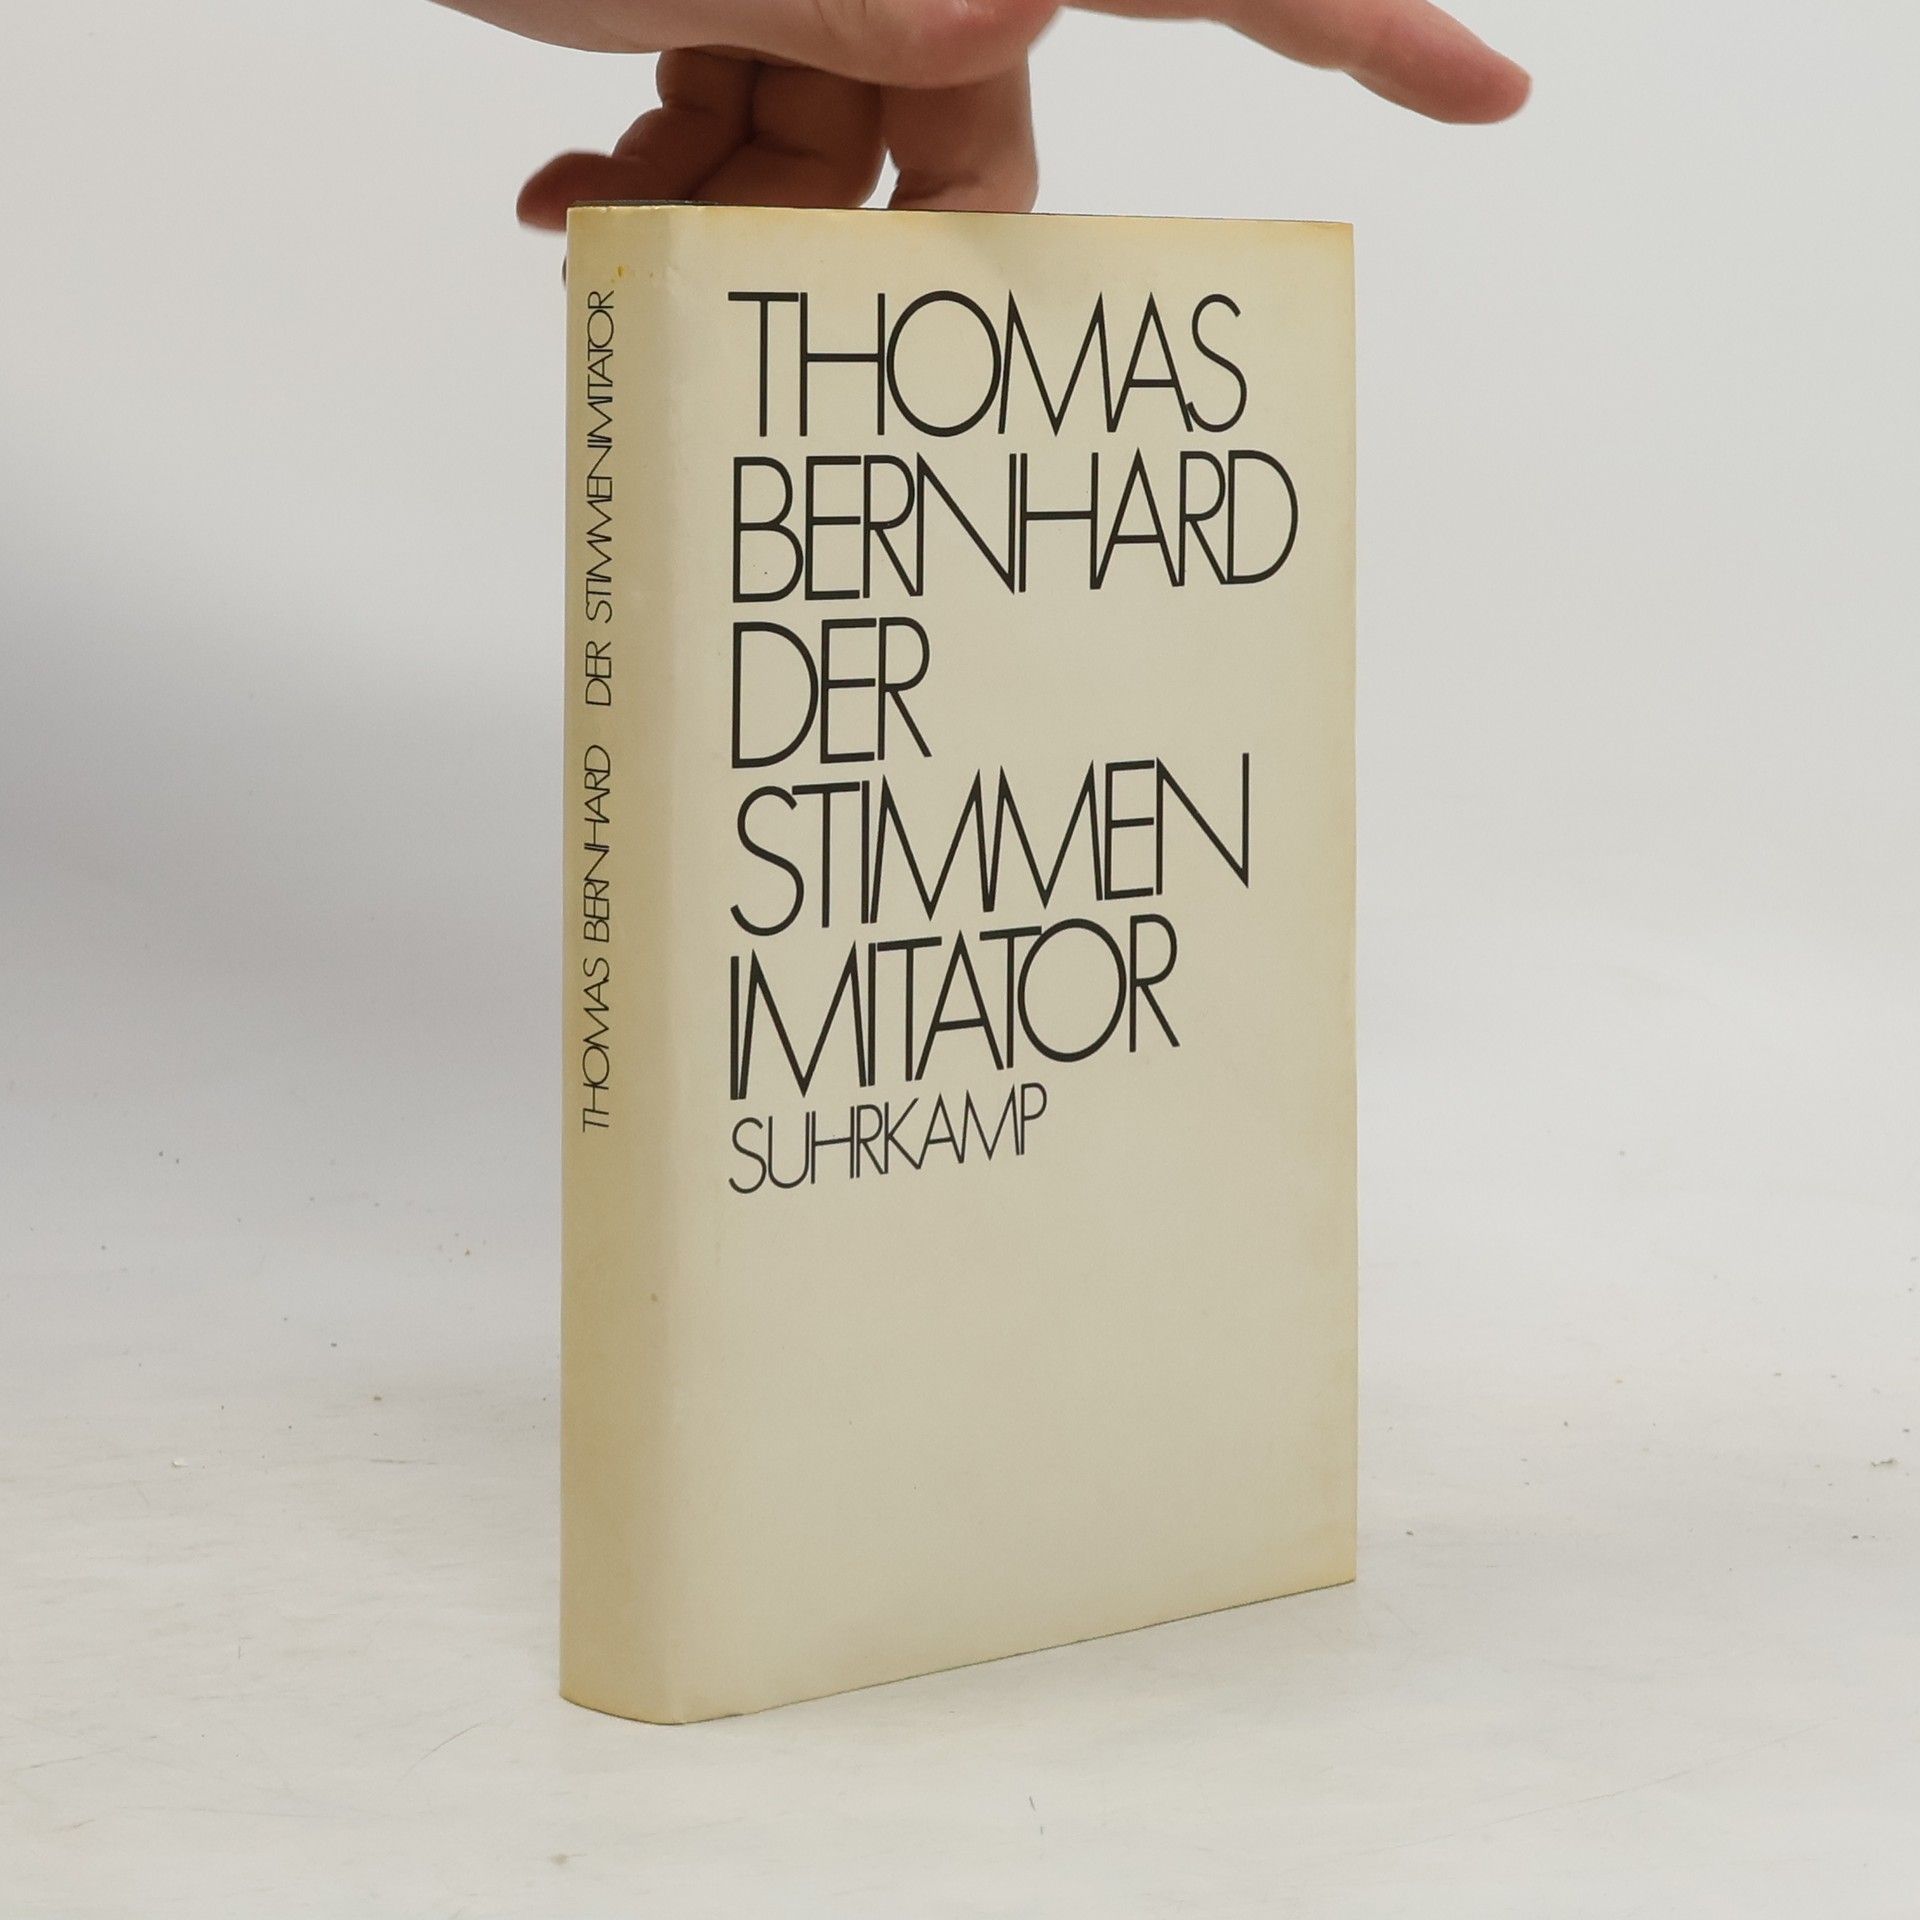 THOMAS BERNHARD DER STIMMENIMITATOR
THOMAS
BERNHARD
DER
STIMMEN
IMITATOR
SUHRKAMP